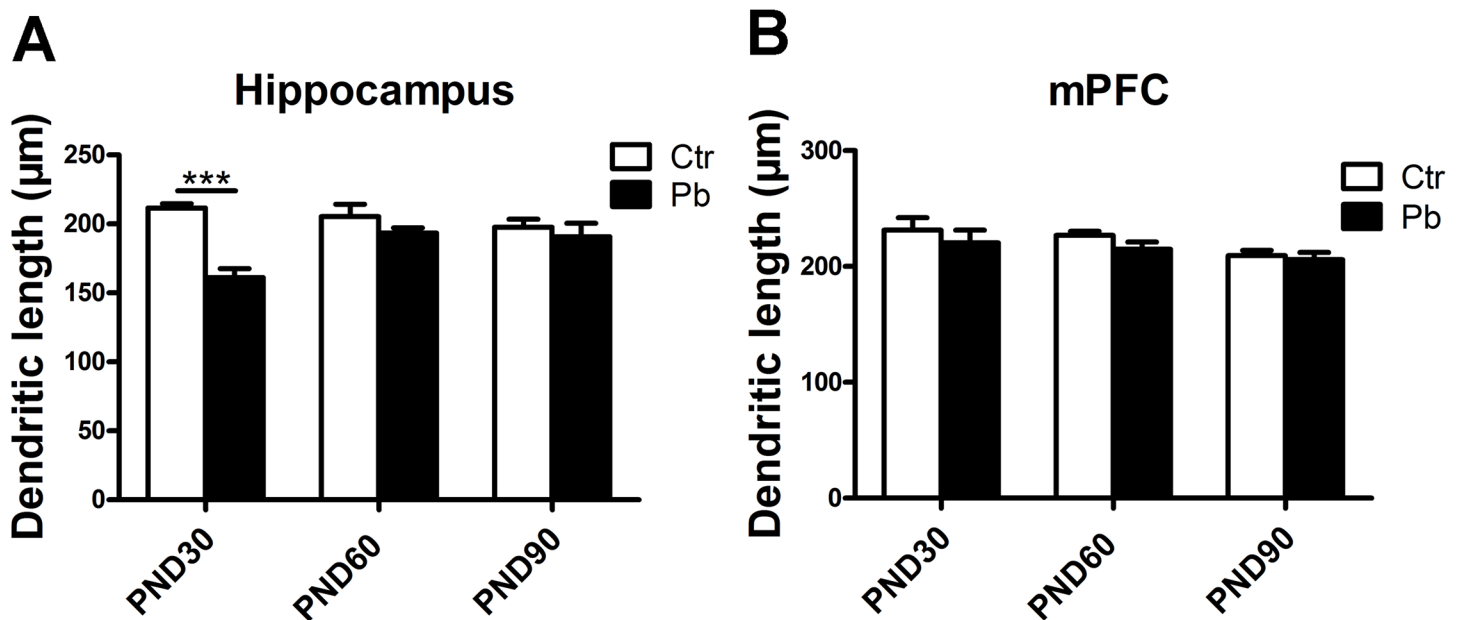 A
Hippocampus
Dendritic length (µm)
250
200
150
100
50
0
***
Ctr
Pb
PND30
PND60
PND90
B
mPFC
Dendritic length (µm)
300
200
100
0
Ctr
Pb
PND30
PND60
PND90